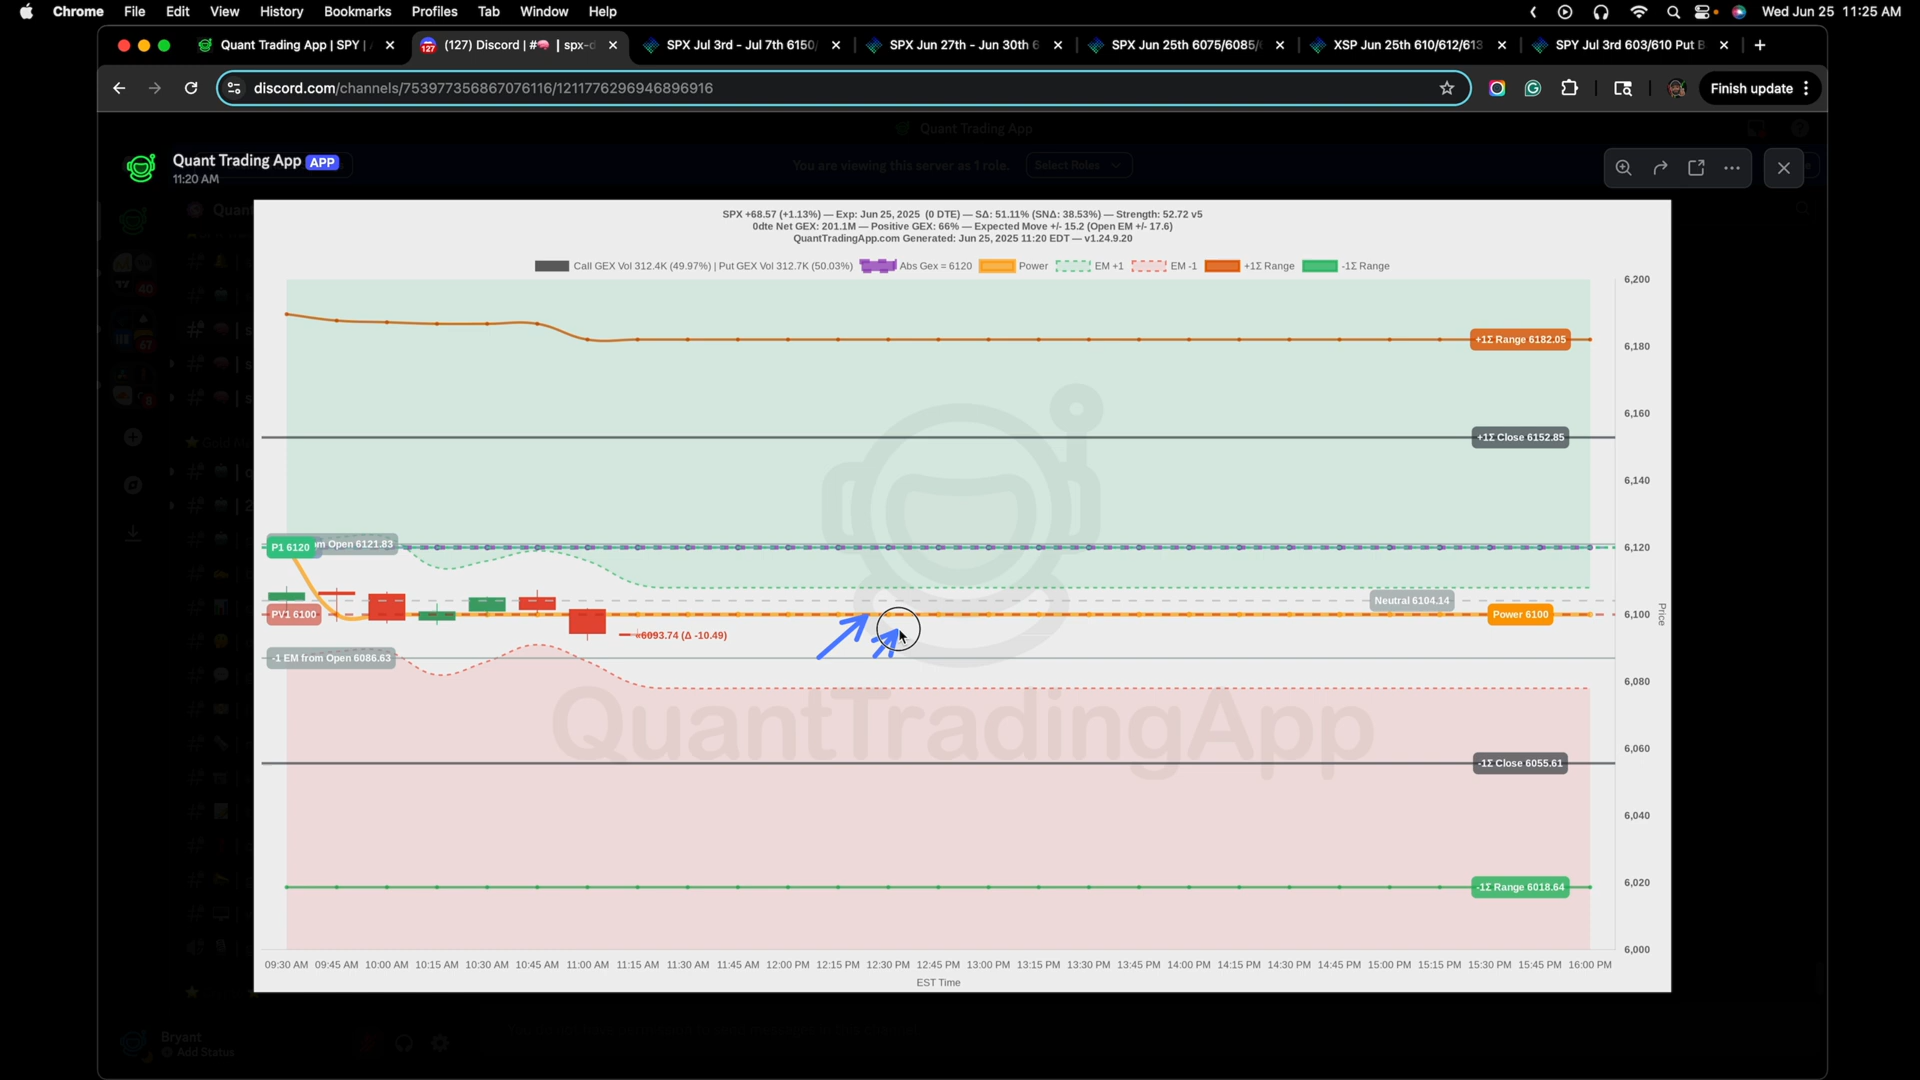 Chrome File Edit View History Bookmarks Profiles Tab Window Help
Wed Jun 25 11:25 AM
Quant Trading App | SPY |
(127) Discord | # | spx-d
SPX Jul 3rd - Jul 7th 6150/
SPX Jun 27th - Jun 30th 6
SPX Jun 25th 6075/6085/
XSP Jun 25th 610/612/613
SPY Jul 3rd 603/610 Put B
discord.com/channels/753977356867076116/1211776296946896916
Finish update
Quant Trading App
Quant Trading App APP
11:20 AM
You are viewing this server as 1 role.
Select Roles
SPX +68.57 (+1.13%) — Exp: Jun 25, 2025 (0 DTE) — SΔ: 51.11% (SNΔ: 38.53%) — Strength: 52.72 v5
0dte Net GEX: 201.1M — Positive GEX: 66% — Expected Move +/- 15.2 (Open EM +/- 17.6)
QuantTradingApp.com Generated: Jun 25, 2025 11:20 EDT — v1.24.9.20
Call GEX Vol 312.4K (49.97%) | Put GEX Vol 312.7K (50.03%) Abs Gex = 6120 Power EM +1 EM -1 +1Σ Range -1Σ Range
6,200
+1Σ Range 6182.05
6,180
6,160
+1Σ Close 6152.85
6,140
P1 6120
m Open 6121.83
6,120
Neutral 6104.14
PV1 6100
Power 6100
6,100
Price
6093.74 (Δ -10.49)
-1 EM from Open 6086.63
6,080
QuantTradingApp
6,060
-1Σ Close 6055.61
6,040
6,020
-1Σ Range 6018.64
6,000
09:30 AM 09:45 AM 10:00 AM 10:15 AM 10:30 AM 10:45 AM 11:00 AM 11:15 AM 11:30 AM 11:45 AM 12:00 PM 12:15 PM 12:30 PM 12:45 PM 13:00 PM 13:15 PM 13:30 PM 13:45 PM 14:00 PM 14:15 PM 14:30 PM 14:45 PM 15:00 PM 15:15 PM 15:30 PM 15:45 PM 16:00 PM
EST Time
Bryant
Add Status